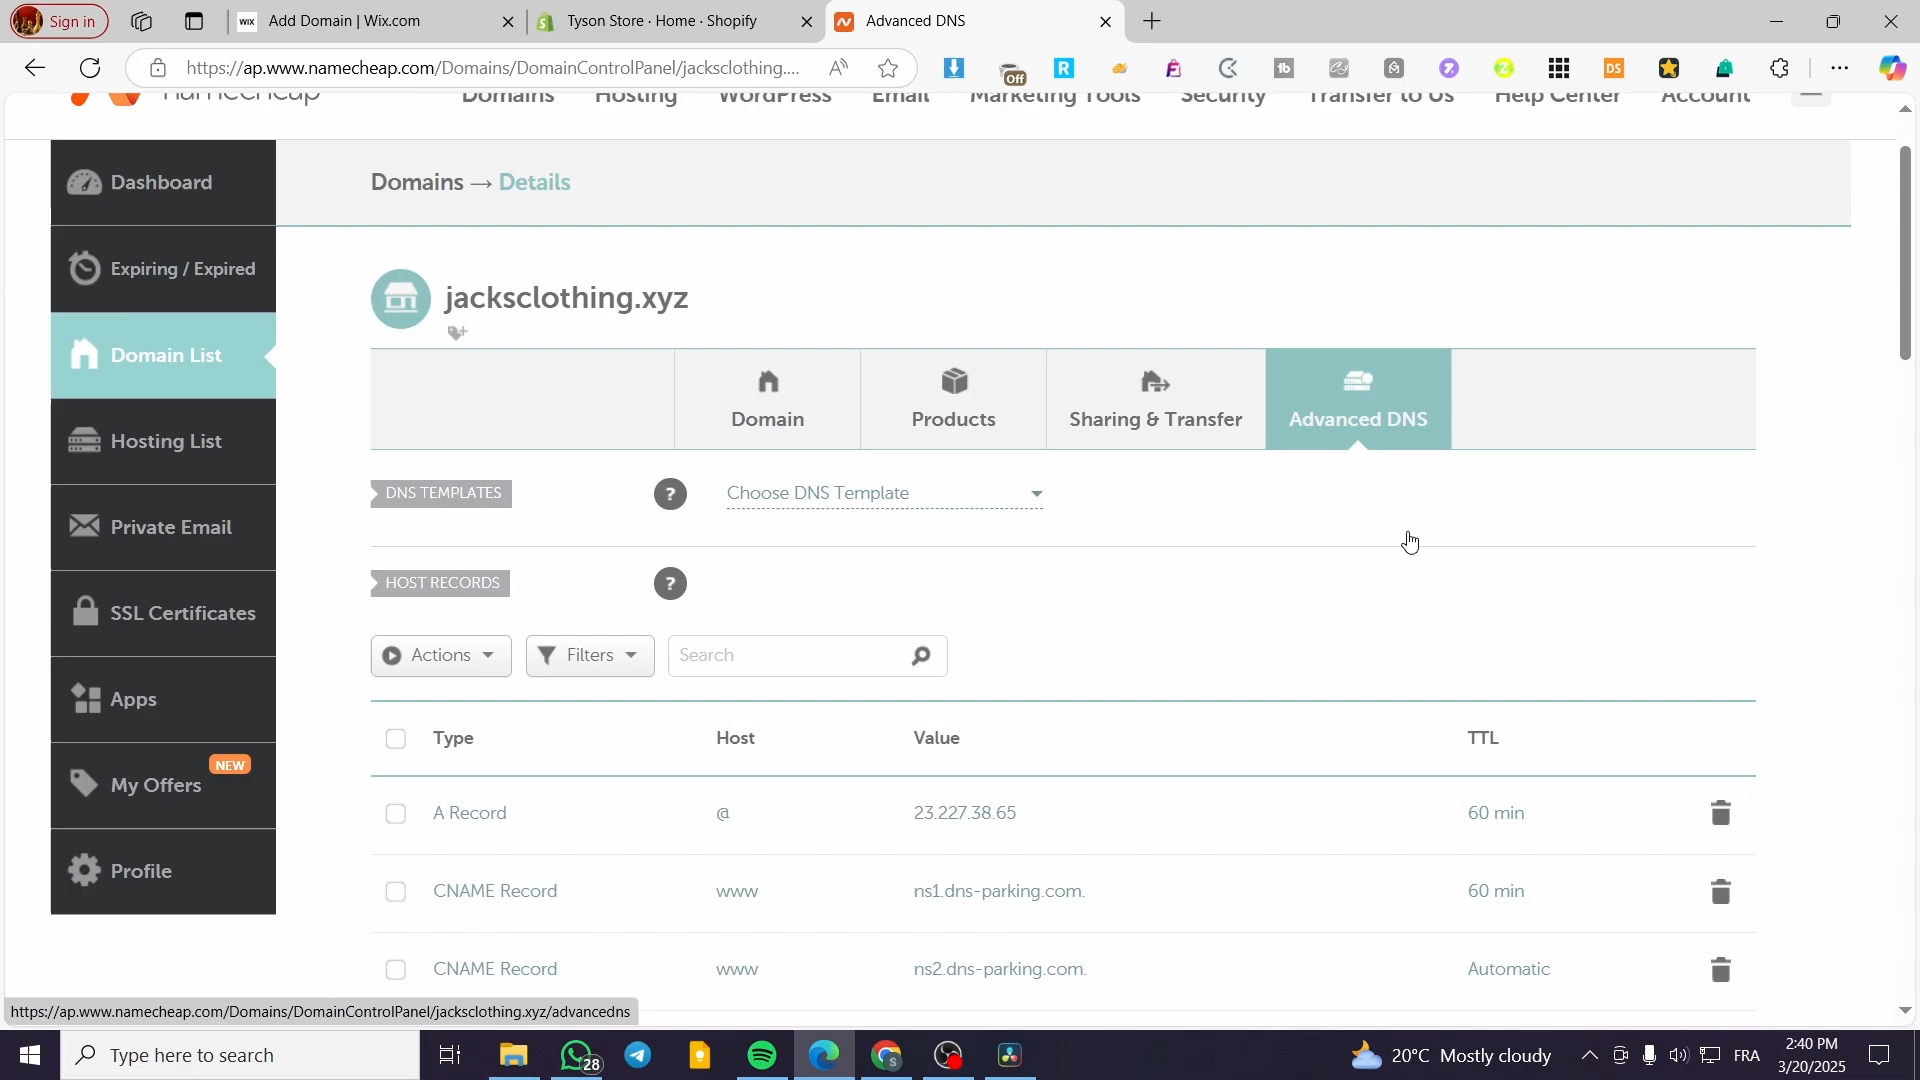 Sign in
WIX Add Domain | Wix.com
Tyson Store · Home · Shopify
Advanced DNS
https://ap.www.namecheap.com/Domains/DomainControlPanel/jacksclothing....
Off
DS
namecheap
Domains Hosting WordPress Email Marketing Tools Security Transfer to Us Help Center Account
Dashboard
Expiring / Expired
Domain List
Hosting List
Private Email
SSL Certificates
Apps
NEW
My Offers
Profile
Domains → Details
jacksclothing.xyz
Domain
Products
Sharing & Transfer
Advanced DNS
DNS TEMPLATES
?
Choose DNS Template
HOST RECORDS
?
Actions
Filters
Search
Type Host Value TTL
A Record @ 23.227.38.65 60 min
CNAME Record www ns1.dns-parking.com. 60 min
CNAME Record www ns2.dns-parking.com. Automatic
https://ap.www.namecheap.com/Domains/DomainControlPanel/jacksclothing.xyz/advanceddns
Type here to search
28
20°C Mostly cloudy
FRA
2:40 PM
3/20/2025